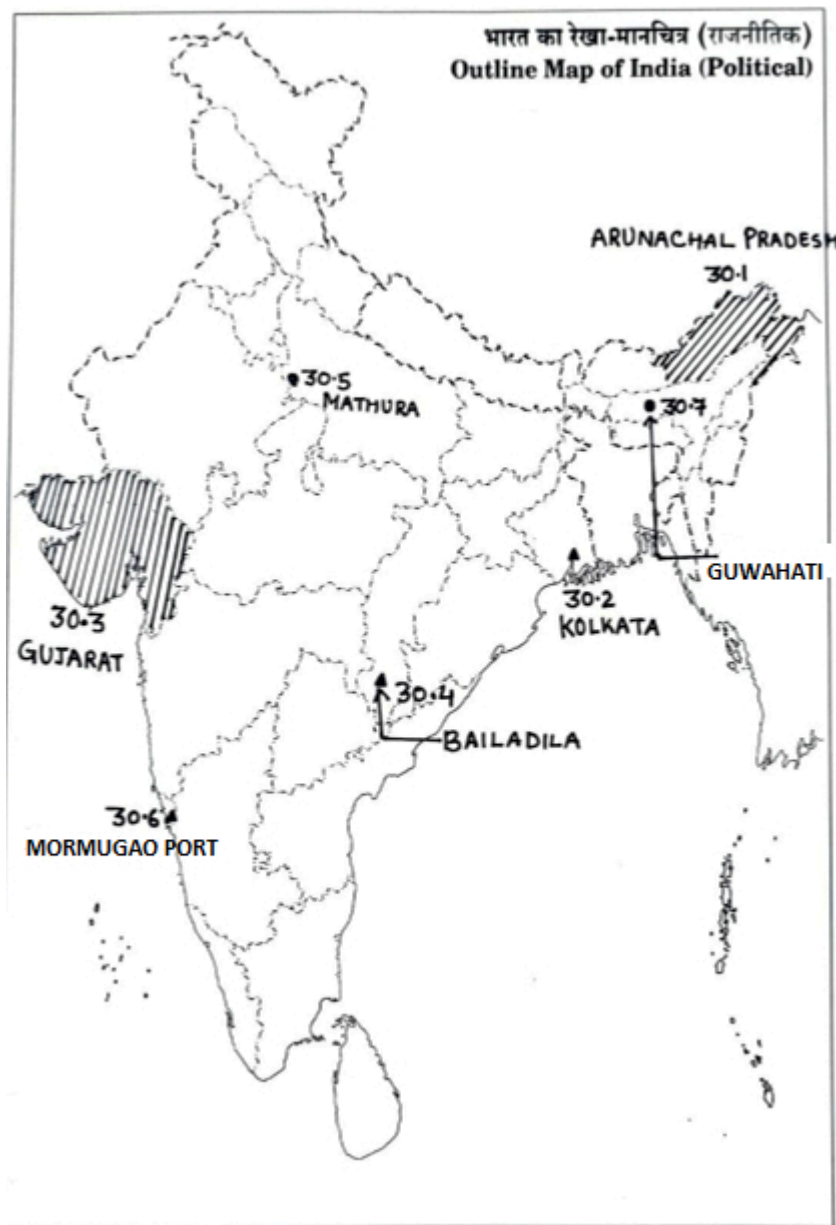 भारत का रेखा-मानचित्र (राजनीतिक)
Outline Map of India (Political)
ARUNACHAL PRADESH
30.1
30.5
MATHURA
30.7
GUWAHATI
30.2
KOLKATA
30.3
GUJARAT
30.4
BAILADILA
30.6
MORMUGAO PORT